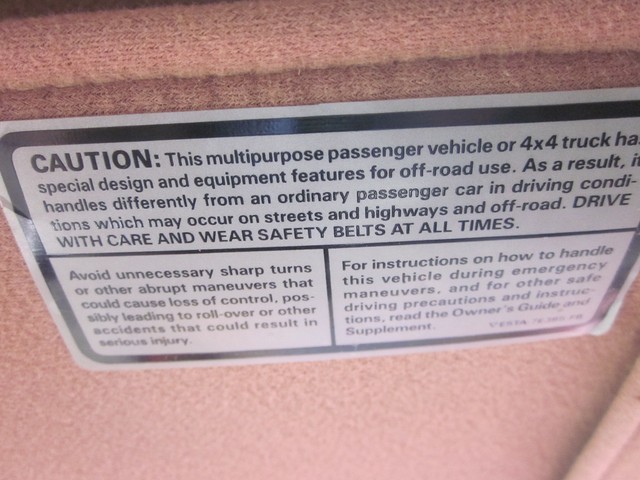 CAUTION: This multipurpose passenger vehicle or 4x4 truck ha
special design and equipment features for off-road use. As a result, it
handles differently from an ordinary passenger car in driving condi-
tions which may occur on streets and highways and off-road. DRIVE
WITH CARE AND WEAR SAFETY BELTS AT ALL TIMES.
Avoid unnecessary sharp turns
or other abrupt maneuvers that
could cause loss of control, pos-
sibly leading to roll-over or other
accidents that could result in
serious injury.
For instructions on how to handle
this vehicle during emergency
maneuvers, and for other safe
driving precautions and instruc-
tions, read the Owner's Guide and
Supplement.